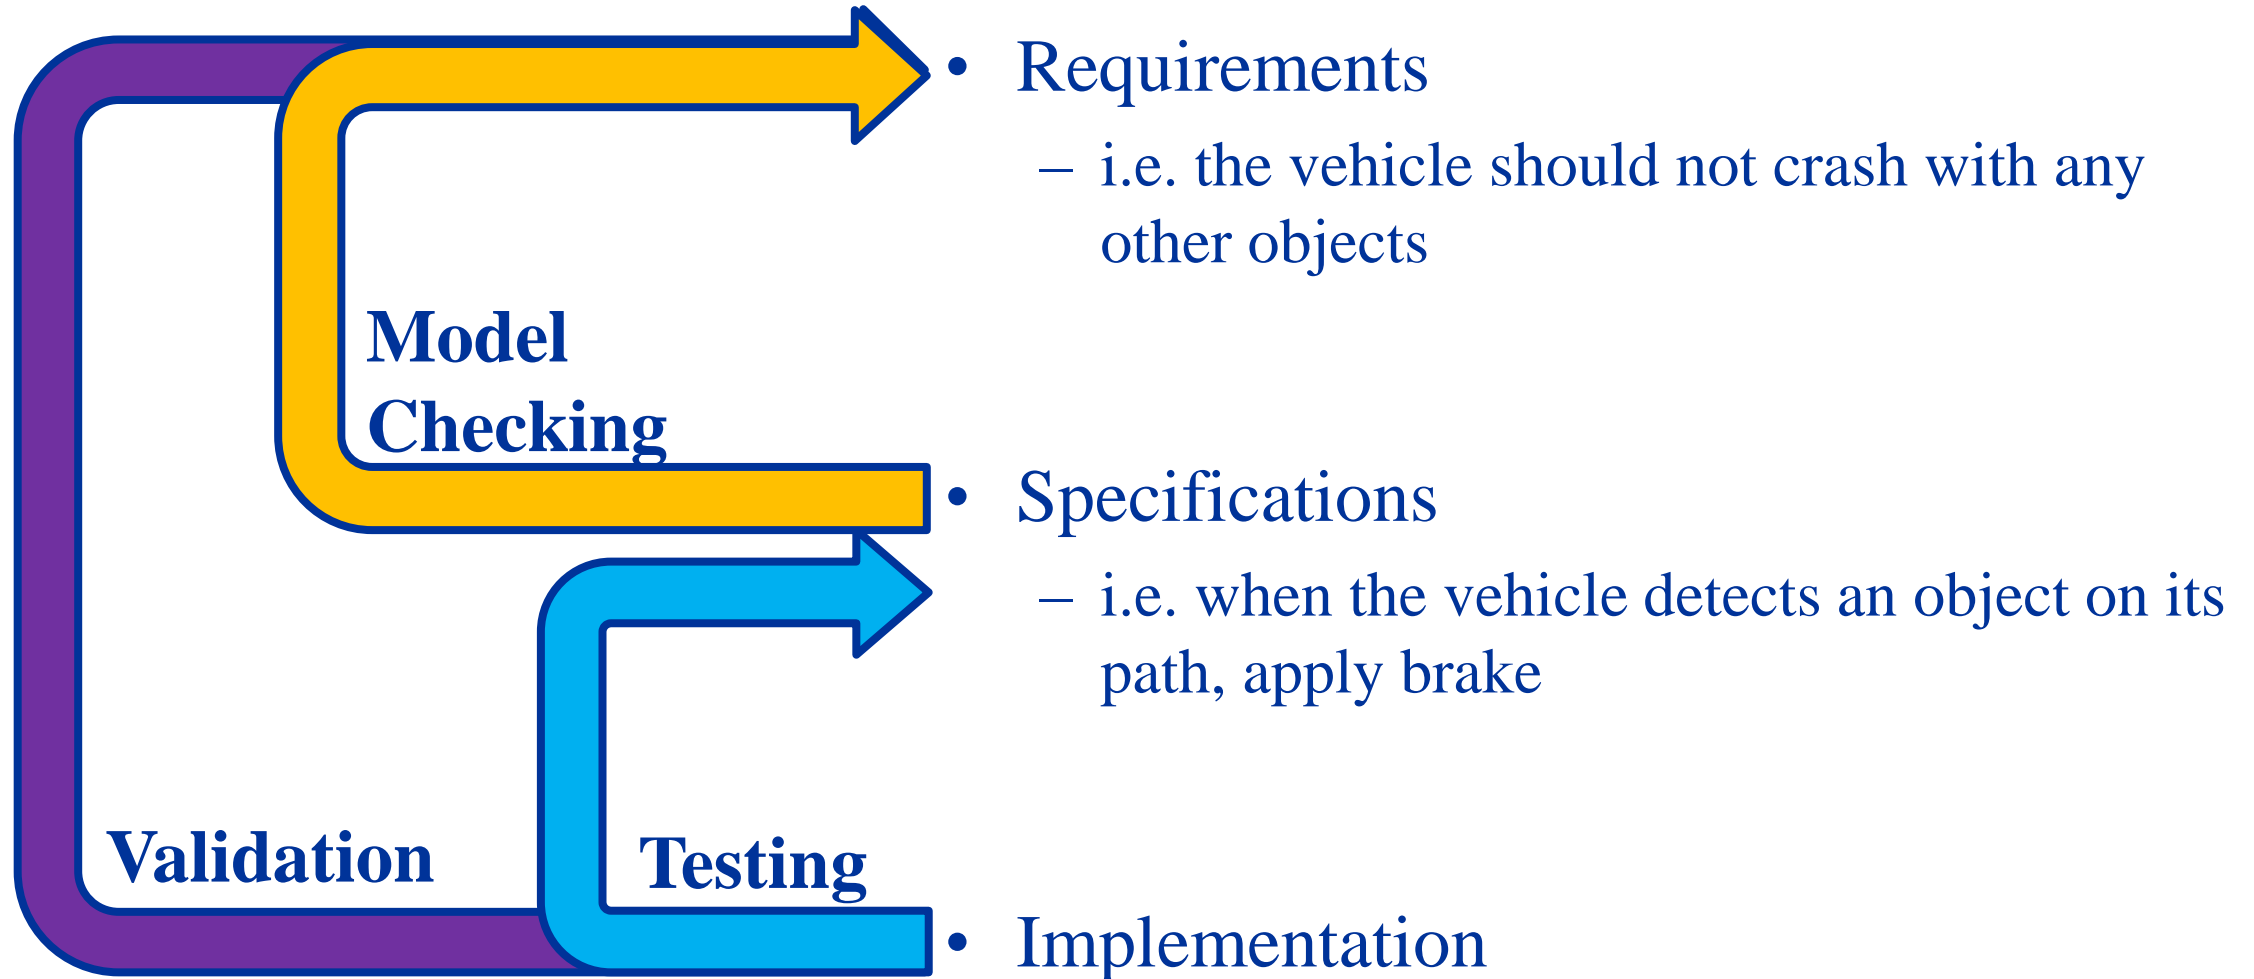 • Requirements
– i.e. the vehicle should not crash with any
other objects
Model
Checking
• Specifications
– i.e. when the vehicle detects an object on its
path, apply brake
Validation
Testing
• Implementation